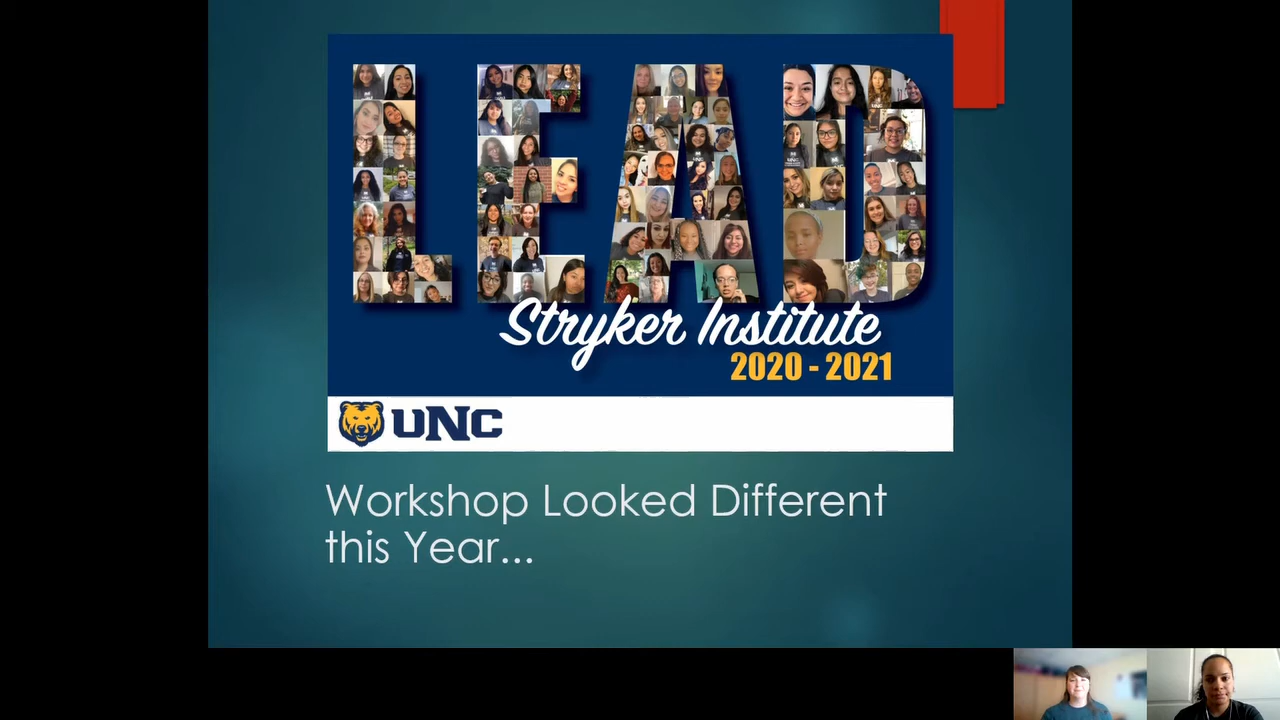 LEAD
Stryker Institute
2020 - 2021
UNC
Workshop Looked Different
this Year...